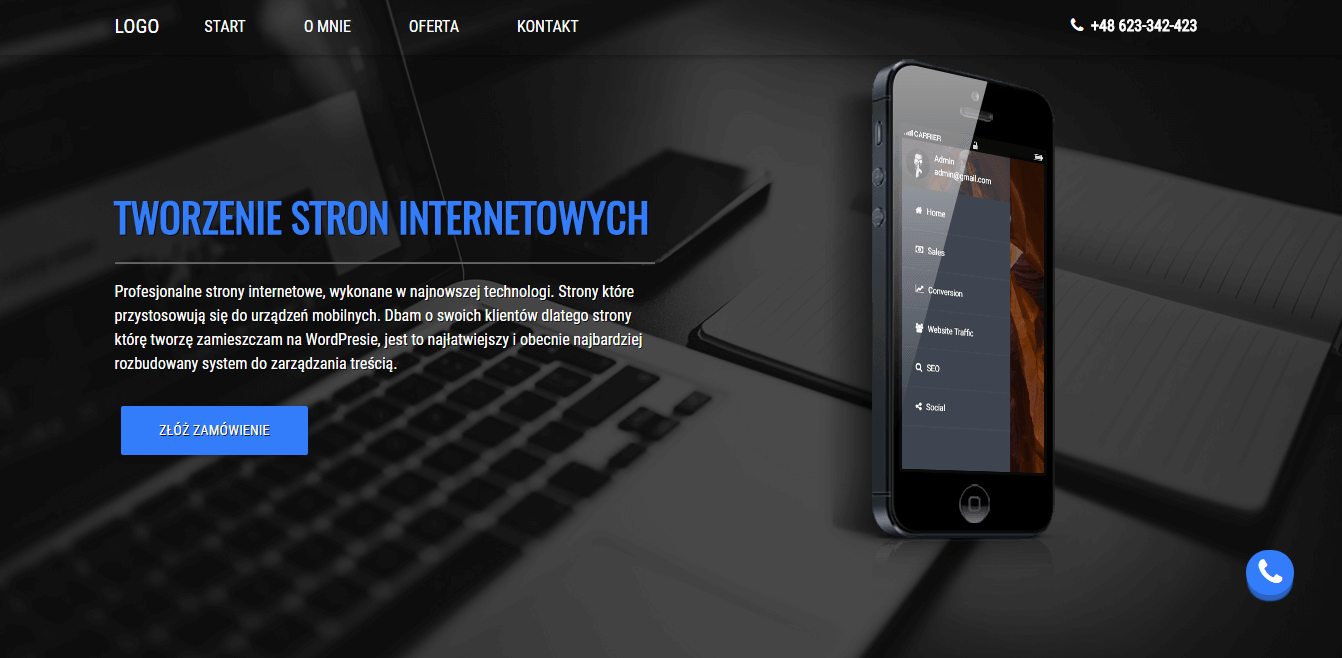 LOGO START O MNIE OFERTA KONTAKT +48 623-342-423
TWORZENIE STRON INTERNETOWYCH
Profesjonalne strony internetowe, wykonane w najnowszej technologi. Strony które
przystosowują się do urządzeń mobilnych. Dbam o swoich klientów dlatego strony
którę tworzę zamieszczam na WordPresie, jest to najłatwiejszy i obecnie najbardziej
rozbudowany system do zarządzania treścią.
ZŁÓŻ ZAMÓWIENIE
CARRIER
Admin
admin@gmail.com
Home
Sales
Conversion
Website Traffic
SEO
Social